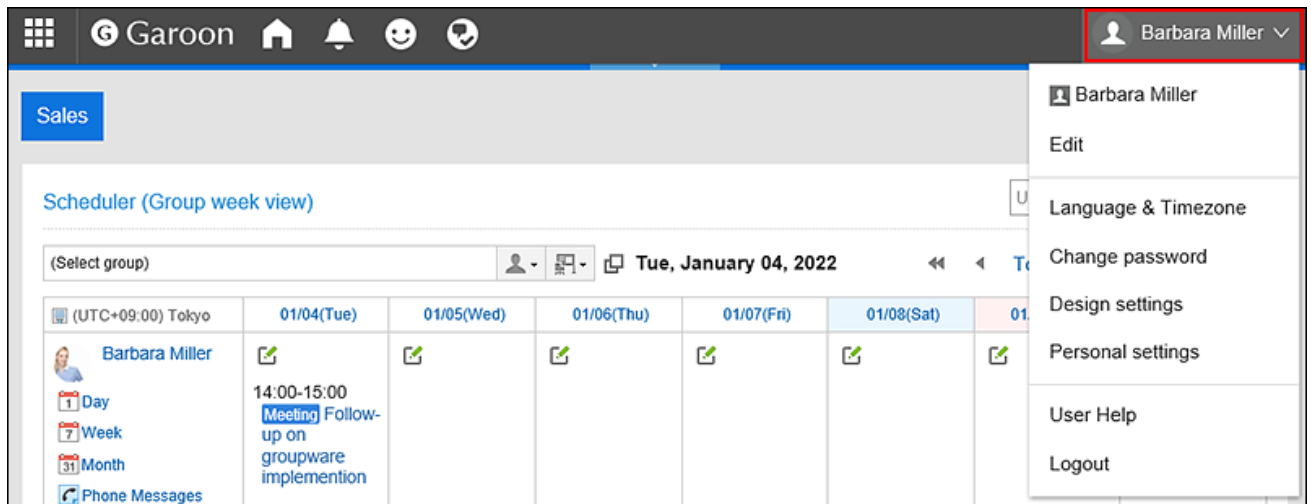 G Garoon
Barbara Miller
Barbara Miller
Edit
Language & Timezone
Change password
Design settings
Personal settings
User Help
Logout
Sales
Scheduler (Group week view)
U
(Select group)
Tue, January 04, 2022
(UTC+09:00) Tokyo 01/04(Tue) 01/05(Wed) 01/06(Thu) 01/07(Fri) 01/08(Sat)
Barbara Miller
1 Day
7 Week
31 Month
Phone Messages
14:00-15:00
Meeting Follow-
up on
groupware
implemention